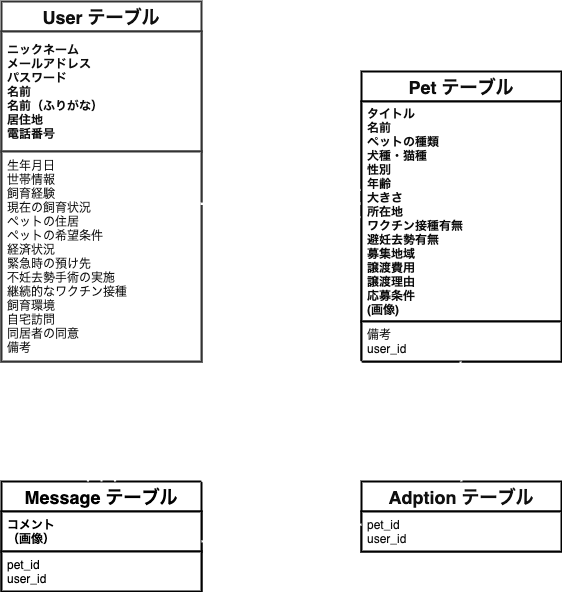 User テーブル
ニックネーム
メールアドレス
パスワード
名前
名前（ふりがな）
居住地
電話番号
生年月日
世帯情報
飼育経験
現在の飼育状況
ペットの住居
ペットの希望条件
経済状況
緊急時の預け先
不妊去勢手術の実施
継続的なワクチン接種
飼育環境
自宅訪問
同居者の同意
備考
Pet テーブル
タイトル
名前
ペットの種類
犬種・猫種
性別
年齢
大きさ
所在地
ワクチン接種有無
避妊去勢有無
募集地域
譲渡費用
譲渡理由
応募条件
(画像)
備考
user_id
Message テーブル
コメント
（画像）
pet_id
user_id
Adption テーブル
pet_id
user_id